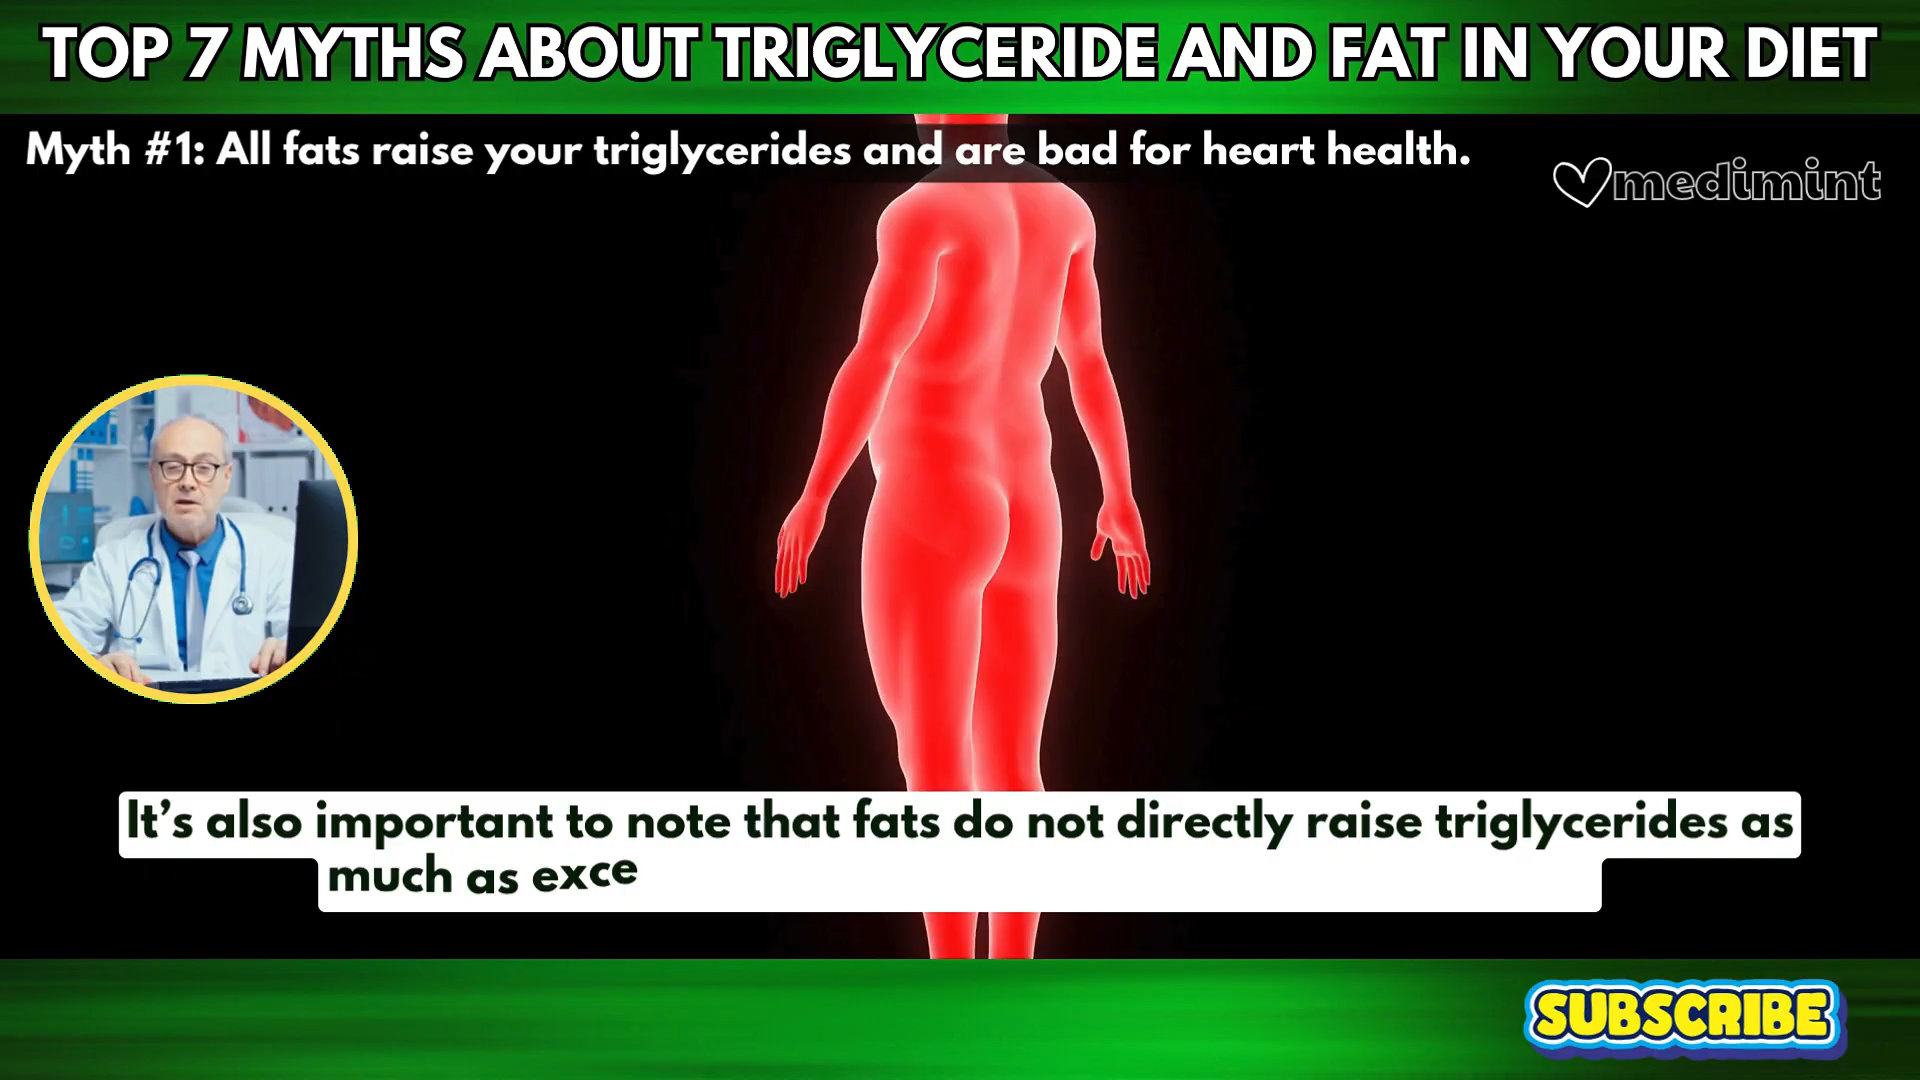 TOP 7 MYTHS ABOUT TRIGLYCERIDE AND FAT IN YOUR DIET
Myth #1: All fats raise your triglycerides and are bad for heart health.
medimint
It’s also important to note that fats do not directly raise triglycerides as
much as exce
SUBSCRIBE